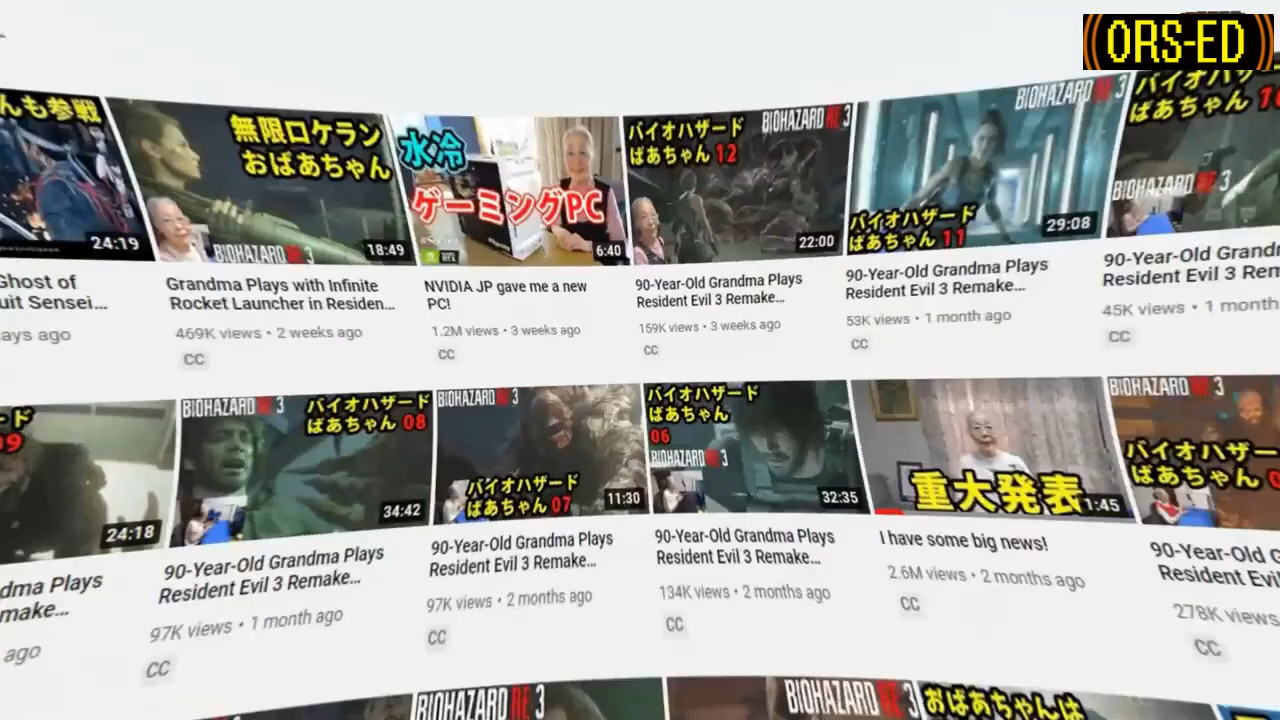 ORS-ED
んも参戦
24:19
Ghost of
uit Sensei...
ays ago
無限ロケラン
おばあちゃん
BIOHAZARD RE 3
18:49
Grandma Plays with Infinite
Rocket Launcher in Residen...
469K views • 2 weeks ago
CC
水冷
ゲーミングPC
6:40
NVIDIA JP gave me a new
PC!
1.2M views • 3 weeks ago
CC
バイオハザード
ばあちゃん 12
BIOHAZARD RE 3
22:00
90-Year-Old Grandma Plays
Resident Evil 3 Remake...
159K views • 3 weeks ago
CC
BIOHAZARD RE 3
バイオハザード
ばあちゃん 11
29:08
90-Year-Old Grandma Plays
Resident Evil 3 Remake...
53K views • 1 month ago
CC
バイオハザ
ばあちゃん 1
BIOHAZARD RE 3
90-Year-Old Grandma
Resident Evil 3 Rem
45K views • 1 month
CC
ード
09
24:18
dma Plays
make...
ago
BIOHAZARD RE 3
バイオハザード
ばあちゃん 08
34:42
90-Year-Old Grandma Plays
Resident Evil 3 Remake...
97K views • 1 month ago
CC
BIOHAZARD RE 3
バイオハザード
ばあちゃん 07
11:30
90-Year-Old Grandma Plays
Resident Evil 3 Remake...
97K views • 2 months ago
CC
バイオハザード
ばあちゃん
06
BIOHAZARD RE 3
32:35
90-Year-Old Grandma Plays
Resident Evil 3 Remake...
134K views • 2 months ago
CC
重大発表
1:45
I have some big news!
2.6M views • 2 months ago
CC
BIOHAZARD RE 3
バイオハザー
ばあちゃん
90-Year-Old G
Resident Evil
278K views
CC
BIOHAZARD RE 3
BIOHAZARD RE 3
おばあちゃんは